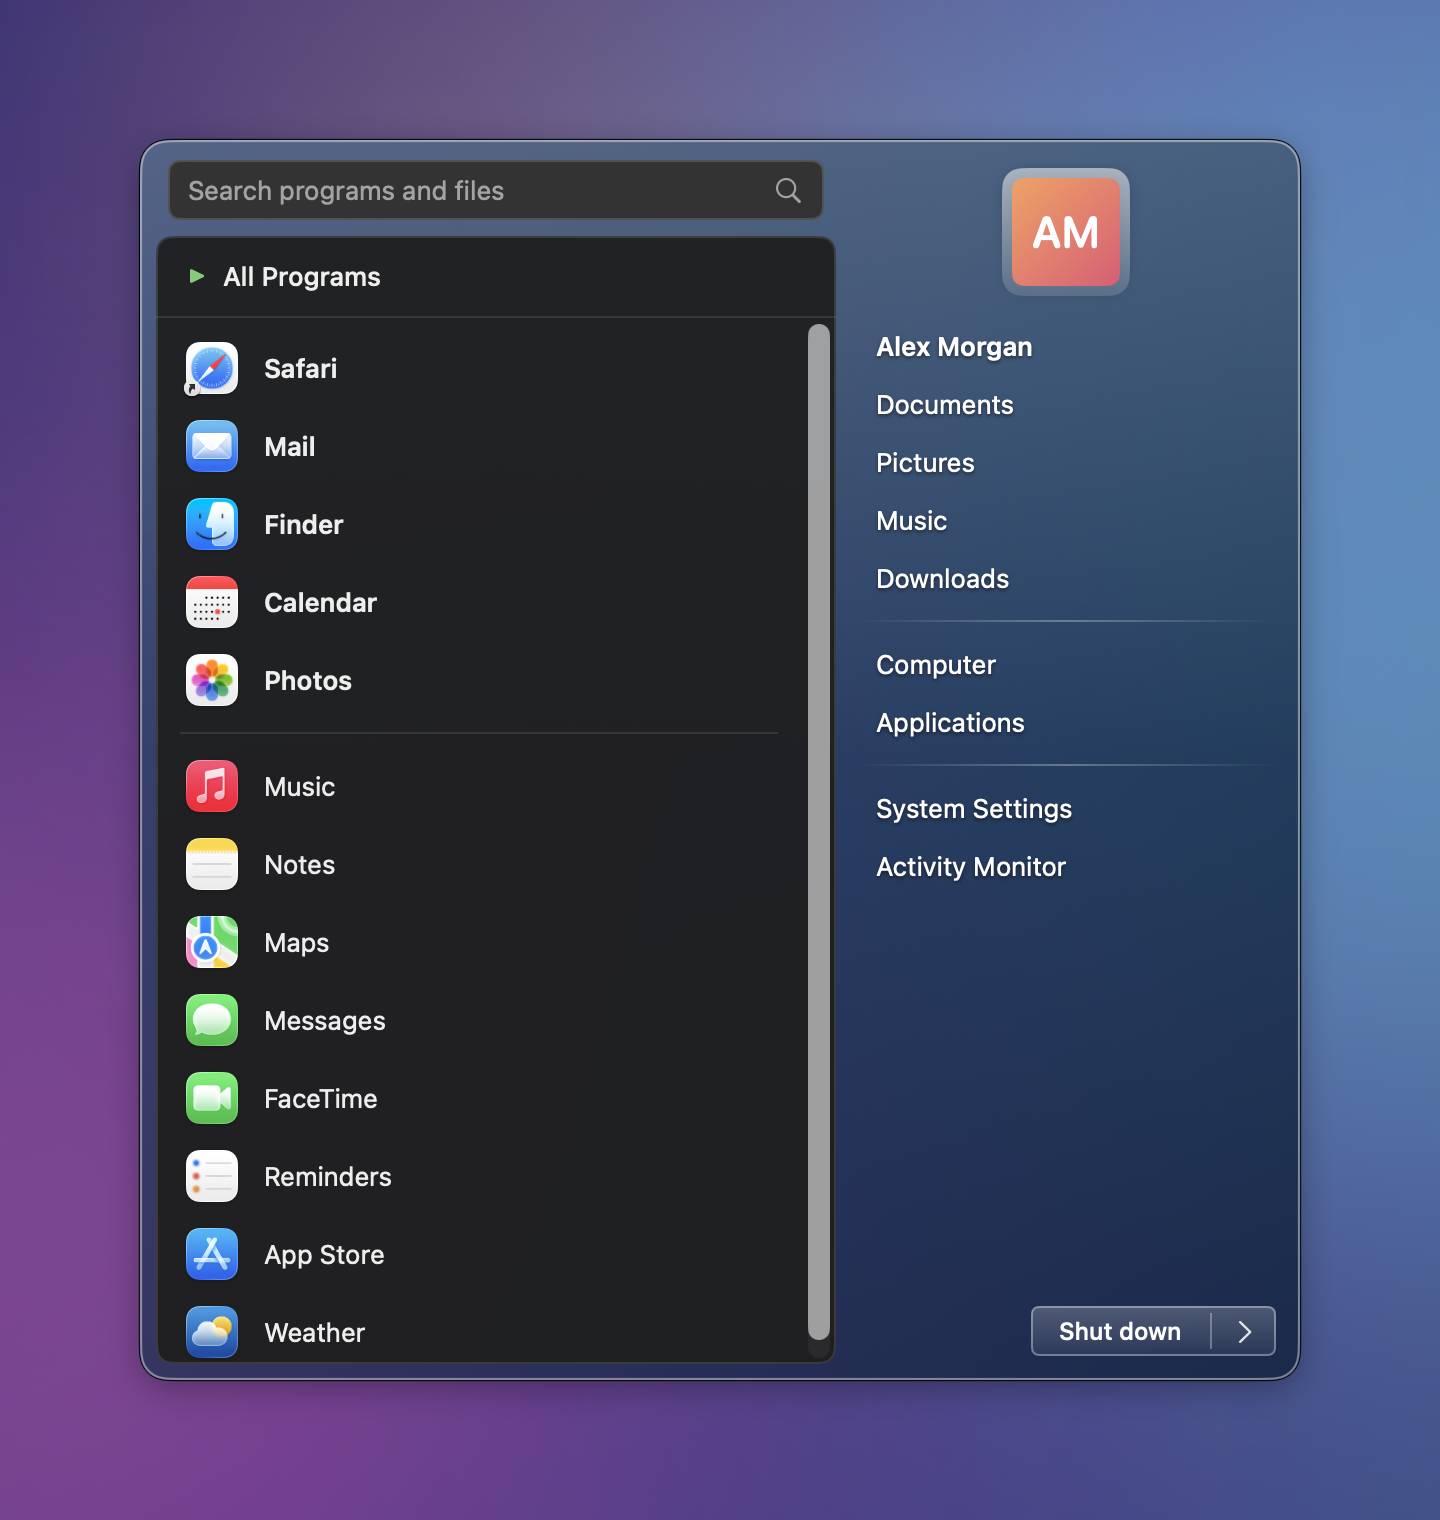 Search programs and files
All Programs
Safari
Mail
Finder
Calendar
Photos
Music
Notes
Maps
Messages
FaceTime
Reminders
App Store
Weather
AM
Alex Morgan
Documents
Pictures
Music
Downloads
Computer
Applications
System Settings
Activity Monitor
Shut down